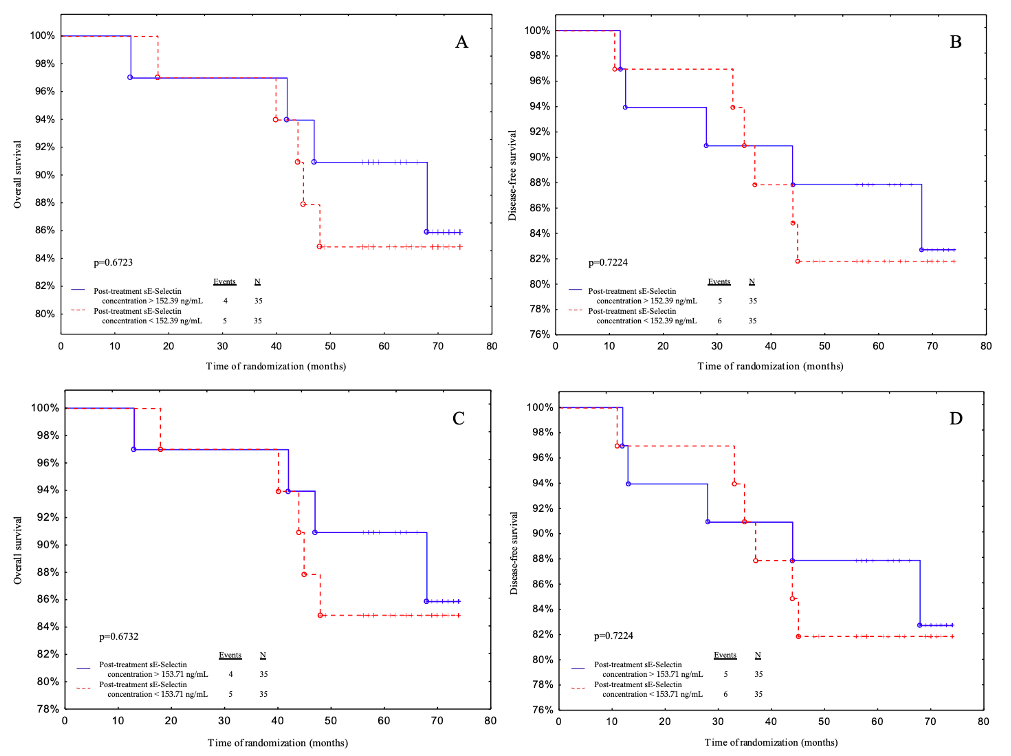 A
100%
98%
96%
94%
92%
90%
88%
86%
84%
82%
80%
Overall survival
p=0.6723
Events N
Post-treatment sE-Selectin
concentration > 152.39 ng/mL 4 35
Post-treatment sE-Selectin
concentration < 152.39 ng/mL 5 35
0 10 20 30 40 50 60 70 80
Time of randomization (months)
B
100%
98%
96%
94%
92%
90%
88%
86%
84%
82%
80%
78%
76%
Disease-free survival
p=0.7224
Events N
Post-treatment sE-Selectin
concentration > 152.39 ng/mL 5 35
Post-treatment sE-Selectin
concentration < 152.39 ng/mL 6 35
0 10 20 30 40 50 60 70 80
Time of randomization (months)
C
100%
98%
96%
94%
92%
90%
88%
86%
84%
82%
80%
78%
Overall survival
p=0.6732
Events N
Post-treatment sE-Selectin
concentration > 153.71 ng/mL 4 35
Post-treatment sE-Selectin
concentration < 153.71 ng/mL 5 35
0 10 20 30 40 50 60 70 80
Time of randomization (months)
D
100%
98%
96%
94%
92%
90%
88%
86%
84%
82%
80%
78%
76%
Disease-free survival
p=0.7224
Events N
Post-treatment sE-Selectin
concentration > 153.71 ng/mL 5 35
Post-treatment sE-Selectin
concentration < 153.71 ng/mL 6 35
0 10 20 30 40 50 60 70 80
Time of randomization (months)